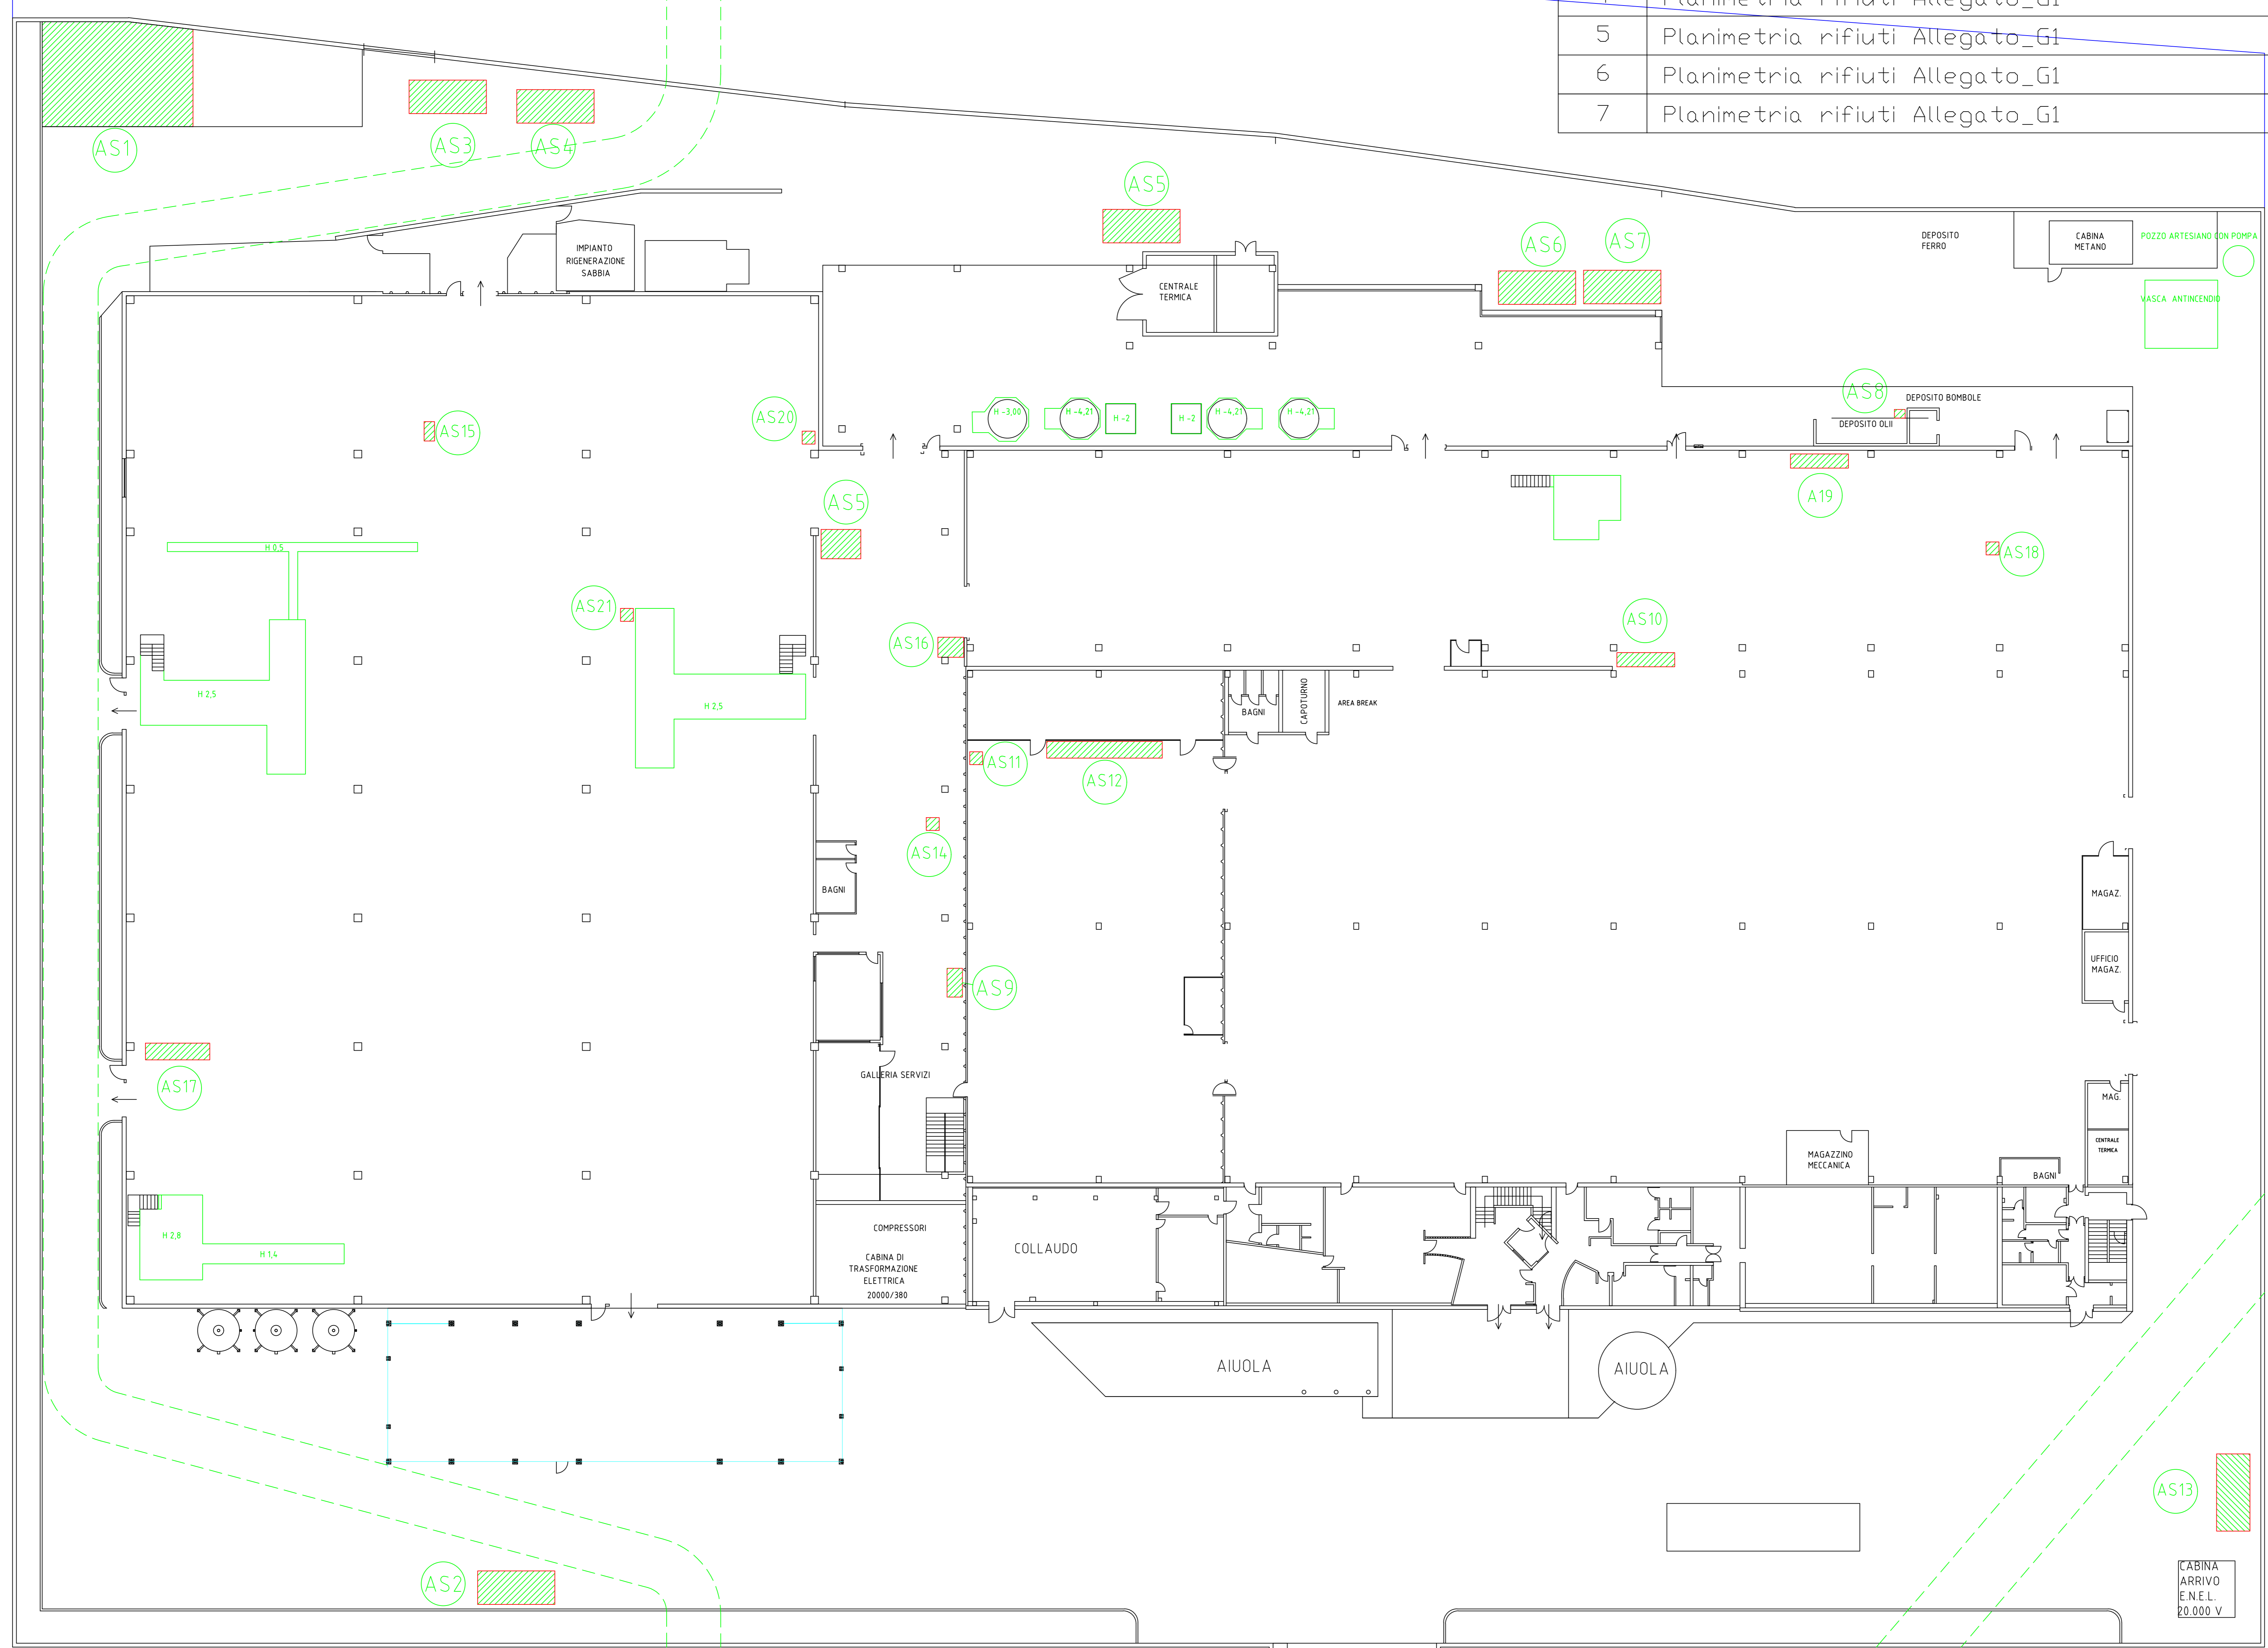 5 Planimetria rifiuti Allegato_G1
6 Planimetria rifiuti Allegato_G1
7 Planimetria rifiuti Allegato_G1
AS1
AS3
AS4
AS5
AS6
AS7
DEPOSITO
FERRO
CABINA
METANO
POZZO ARTESIANO CON POMPA
VASCA ANTINCENDIO
IMPIANTO
RIGENERAZIONE
SABBIA
CENTRALE
TERMICA
AS15
AS20
H -3,00
H -4,21
H -2
H -2
H -4,21
H -4,21
AS8
DEPOSITO BOMBOLE
DEPOSITO OLII
AS5
A19
AS18
H 0,5
AS21
AS16
AS10
H 2,5
H 2,5
BAGNI
CAPOTURNO
AREA BREAK
AS11
AS12
AS14
BAGNI
MAGAZ.
UFFICIO
MAGAZ.
AS9
AS17
GALLERIA SERVIZI
MAG.
CENTRALE
TERMICA
MAGAZZINO
MECCANICA
BAGNI
H 2,8
H 1,4
COMPRESSORI
CABINA DI
TRASFORMAZIONE
ELETTRICA
20000/380
COLLAUDO
AIUOLA
AIUOLA
AS13
AS2
CABINA
ARRIVO
E.N.E.L.
20.000 V